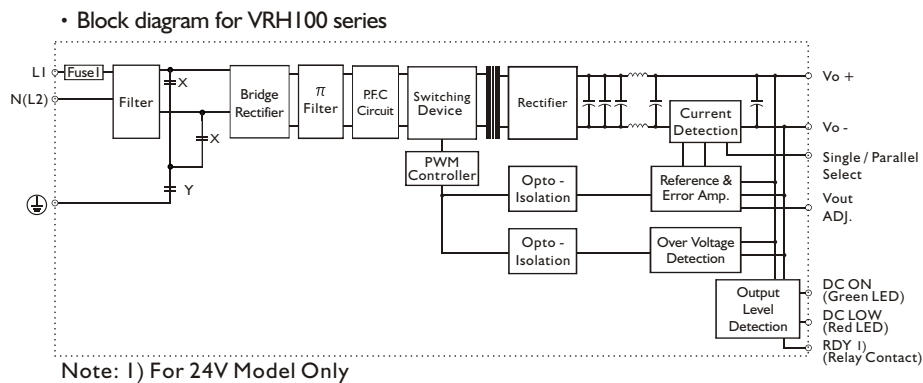 • Block diagram for VRH100 series
L1
Fuse1
N(L2)
Filter
X
X
Y
Bridge
Rectifier
π
Filter
P.F.C
Circuit
Switching
Device
Rectifier
Current
Detection
Vo +
Vo -
Single / Parallel
Select
PWM
Controller
Opto -
Isolation
Reference &
Error Amp.
Vout
ADJ.
Opto -
Isolation
Over Voltage
Detection
Output
Level
Detection
DC ON
(Green LED)
DC LOW
(Red LED)
RDY 1)
(Relay Contact)
Note: 1) For 24V Model Only